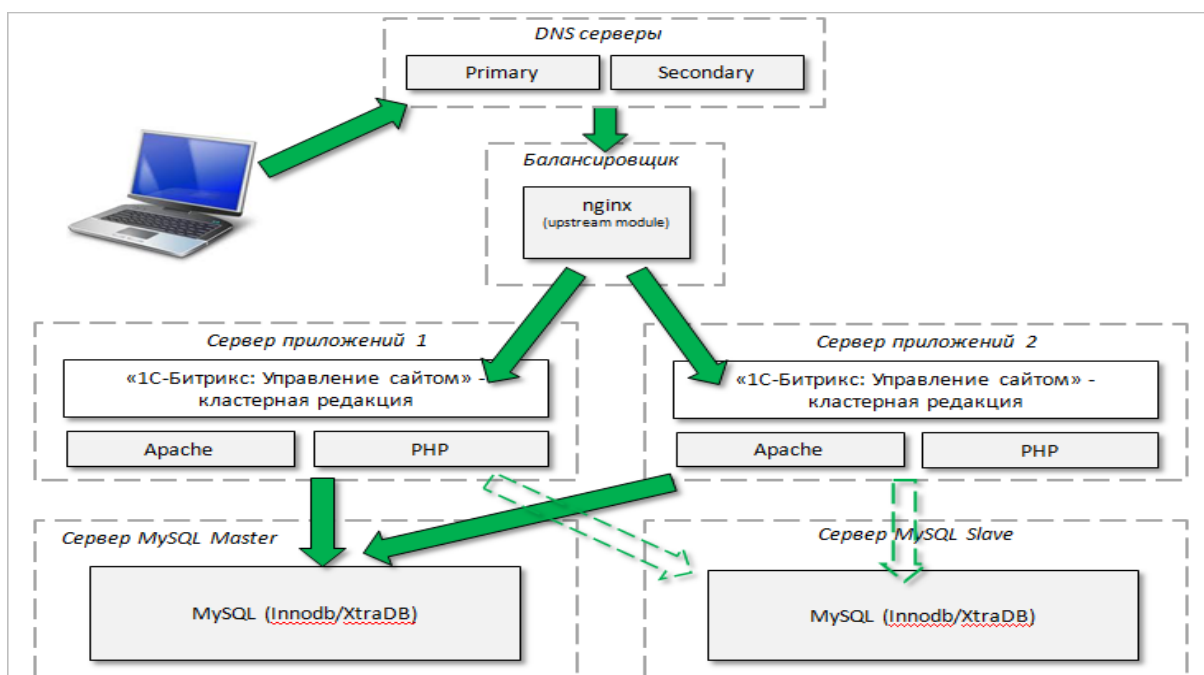 DNS серверы
Primary
Secondary
Балансировщик
nginx
(upstream module)
Сервер приложений 1
«1С-Битрикс: Управление сайтом» -
кластерная редакция
Apache
PHP
Сервер приложений 2
«1С-Битрикс: Управление сайтом» -
кластерная редакция
Apache
PHP
Сервер MySQL Master
MySQL (Innodb/XtraDB)
Сервер MySQL Slave
MySQL (Innodb/XtraDB)